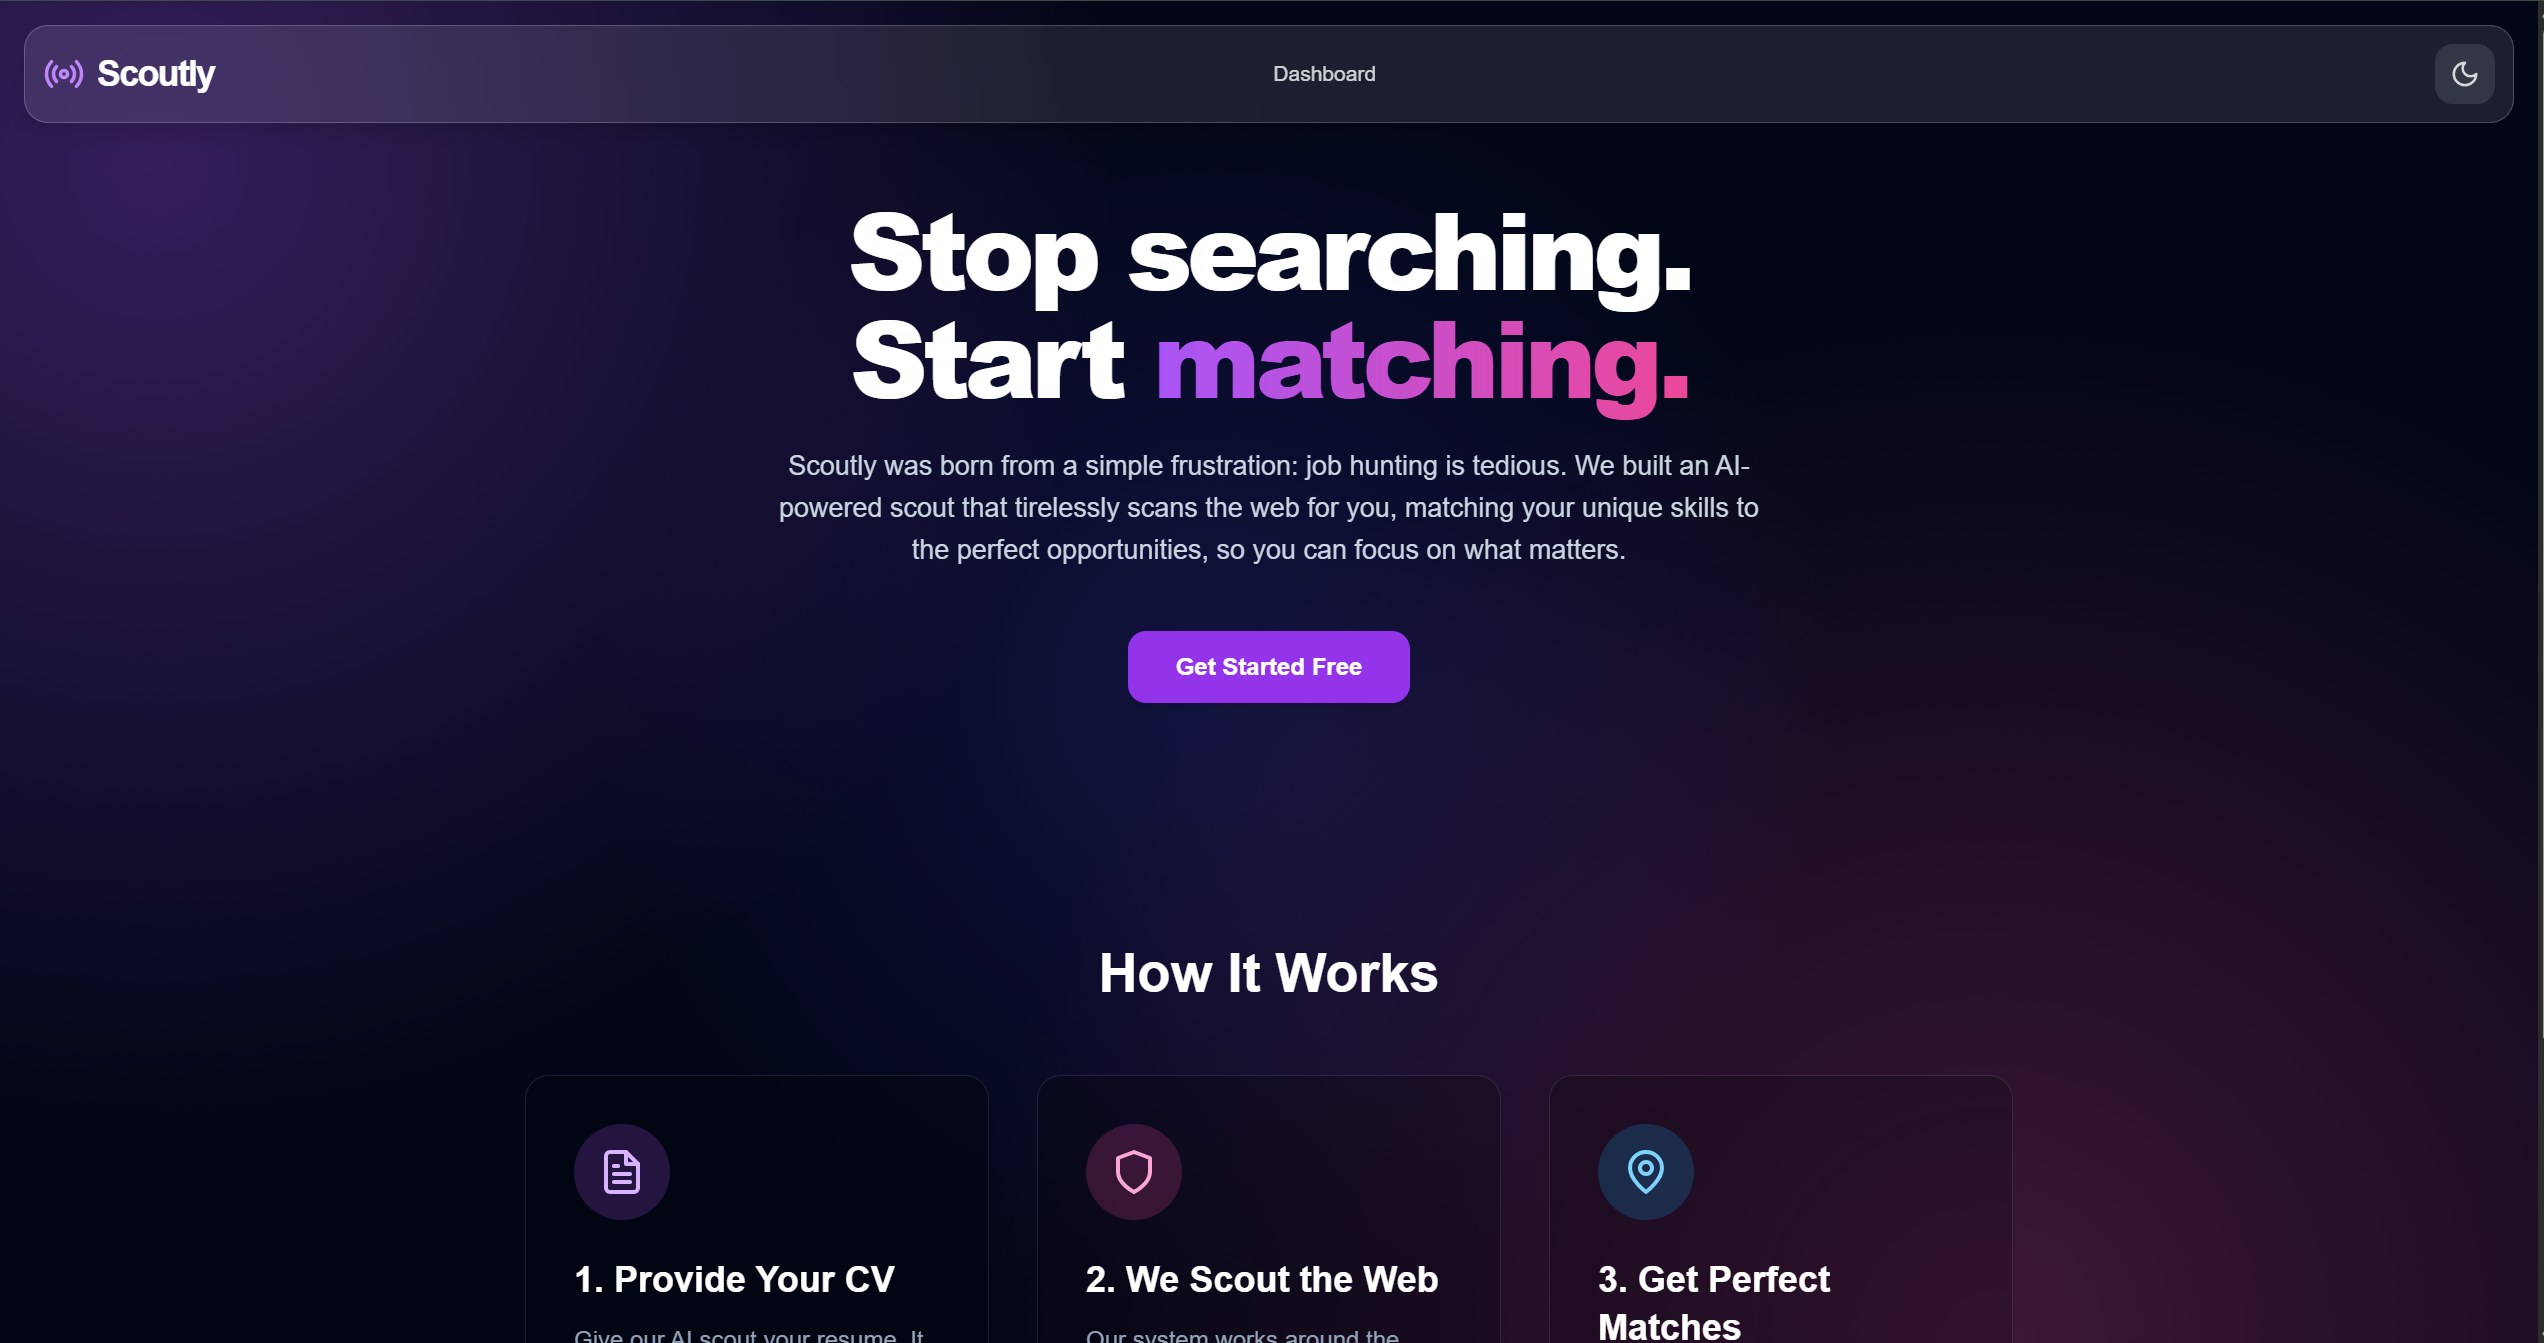 Scoutly
Dashboard
Stop searching.
Start matching.
Scoutly was born from a simple frustration: job hunting is tedious. We built an AI-
powered scout that tirelessly scans the web for you, matching your unique skills to
the perfect opportunities, so you can focus on what matters.
Get Started Free
How It Works
1. Provide Your CV
Give our AI scout your resume. It
2. We Scout the Web
Our system works around the
3. Get Perfect
Matches